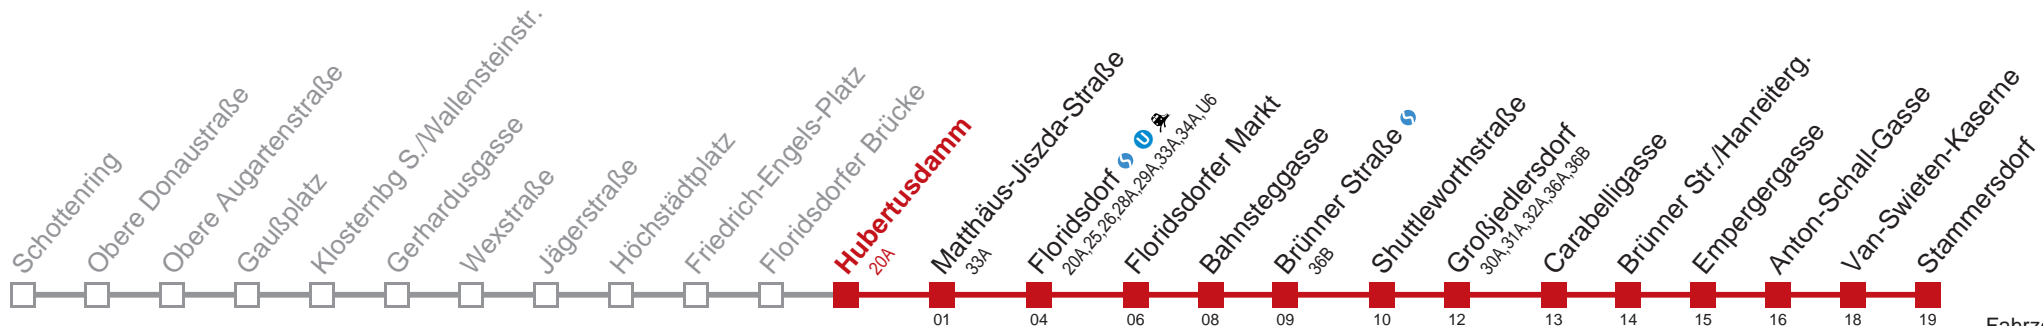 Schottenring
Obere Donaustraße
Obere Augartenstraße
Gaußplatz
Klosternbg S./Wallensteinstr.
Gerhardusgasse
Wexstraße
Jägerstraße
Höchstädtplatz
Friedrich-Engels-Platz
Floridsdorfer Brücke
Hubertusdamm
20A
Matthäus-Jiszda-Straße
33A
Floridsdorf S U
20A,25,26,28A,29A,33A,34A,U6
Floridsdorfer Markt
Bahnsteggasse
Brünner Straße S
36B
Shuttleworthstraße
Großjedlersdorf
30A,31A,32A,36A,36B
Carabelligasse
Brünner Str./Hanreiterg.
Empergergasse
Anton-Schall-Gasse
Van-Swieten-Kaserne
Stammersdorf
01 04 06 08 09 10 12 13 14 15 16 18 19
Fahrze